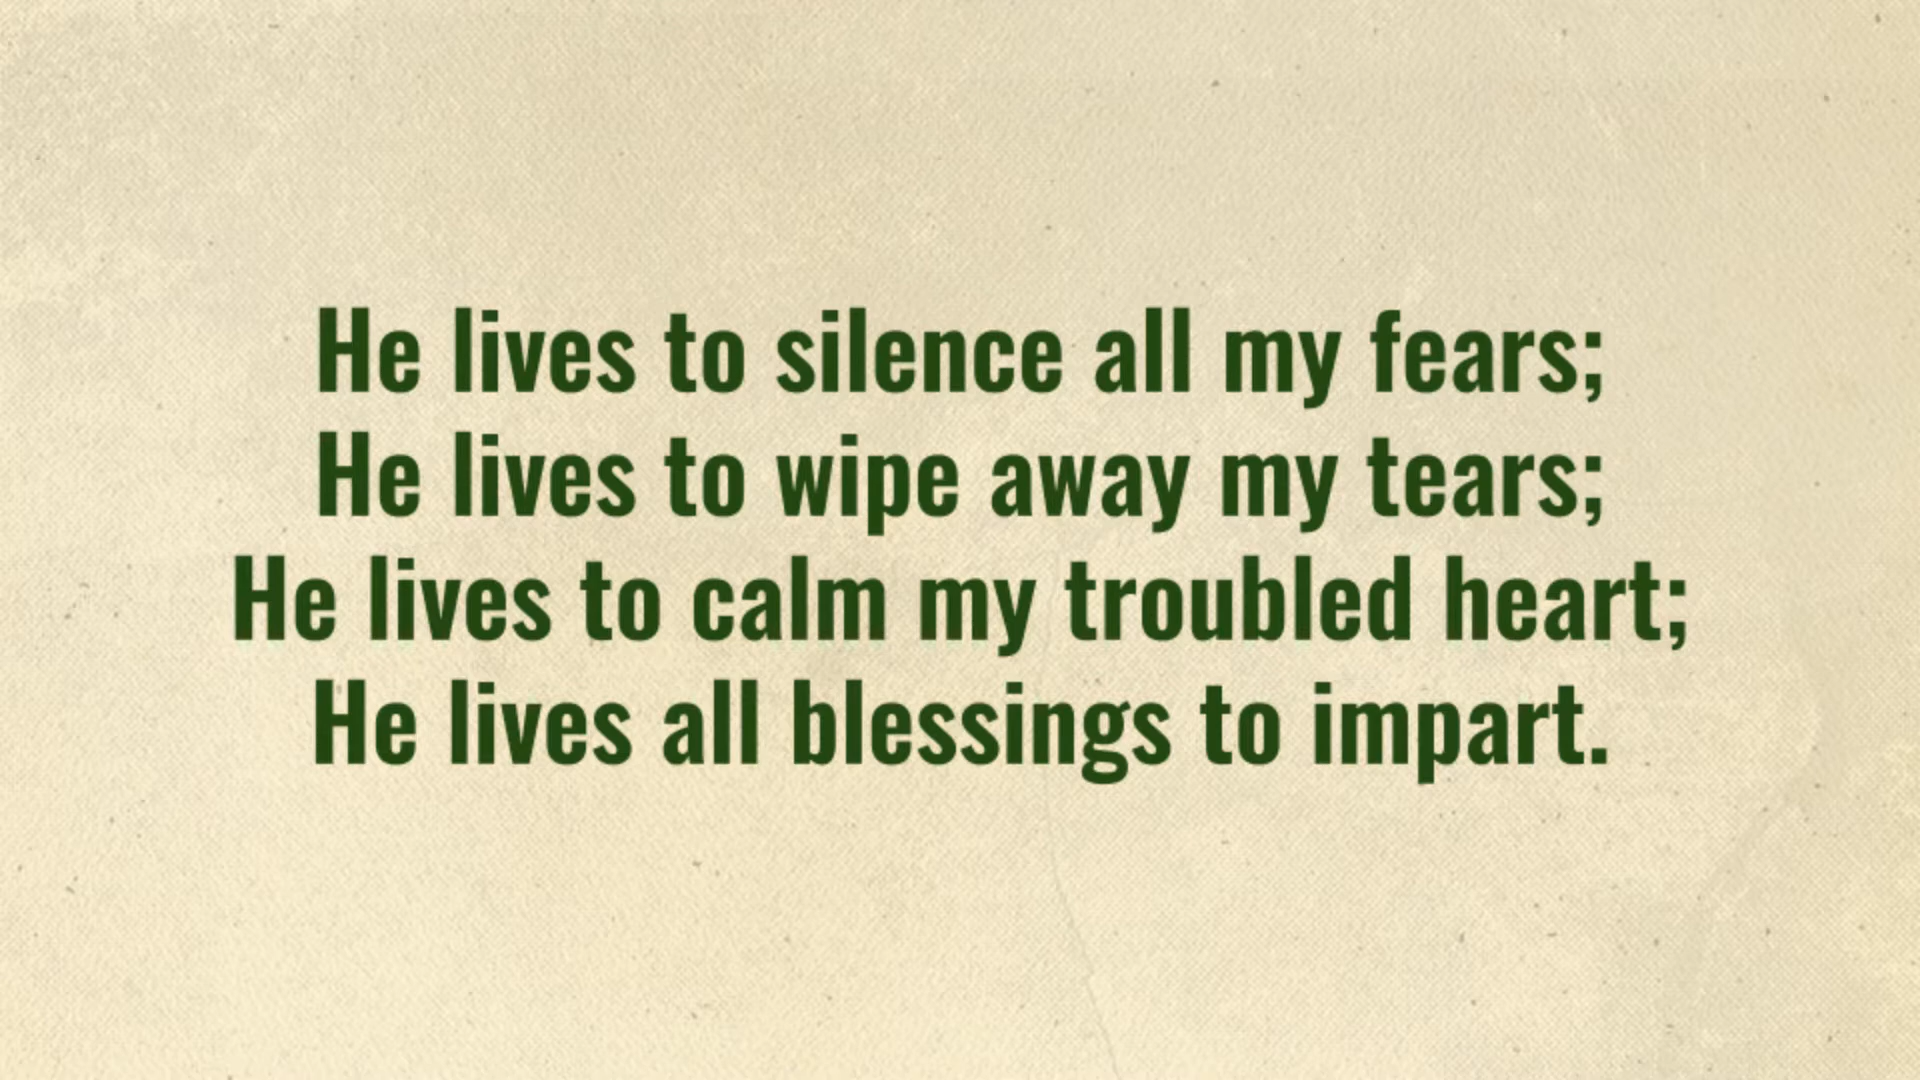 He lives to silence all my fears;
He lives to wipe away my tears;
He lives to calm my troubled heart;
He lives all blessings to impart.